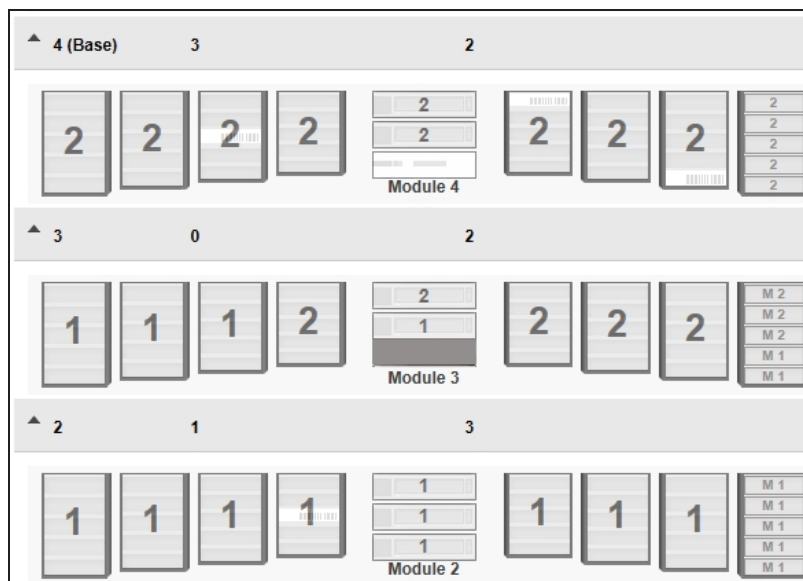 4 (Base) 3 2
2 2 2 2 2 2 2 2 2
2
2
2
2
2
Module 4
3 0 2
1 1 1 2 2 1 2 2 2
M 2
M 2
M 2
M 1
M 1
Module 3
2 1 3
1 1 1 1 1 1 1 1 1 1
M 1
M 1
M 1
M 1
M 1
Module 2